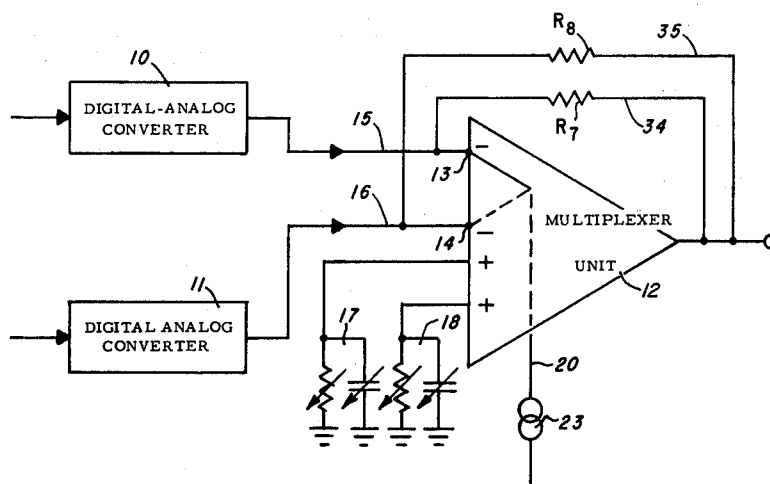 R8
35
10
DIGITAL-ANALOG
CONVERTER
15
R7
34
13
−
16
MULTIPLEXER
14
−
UNIT
12
11
+
DIGITAL ANALOG
CONVERTER
+
17
18
20
23